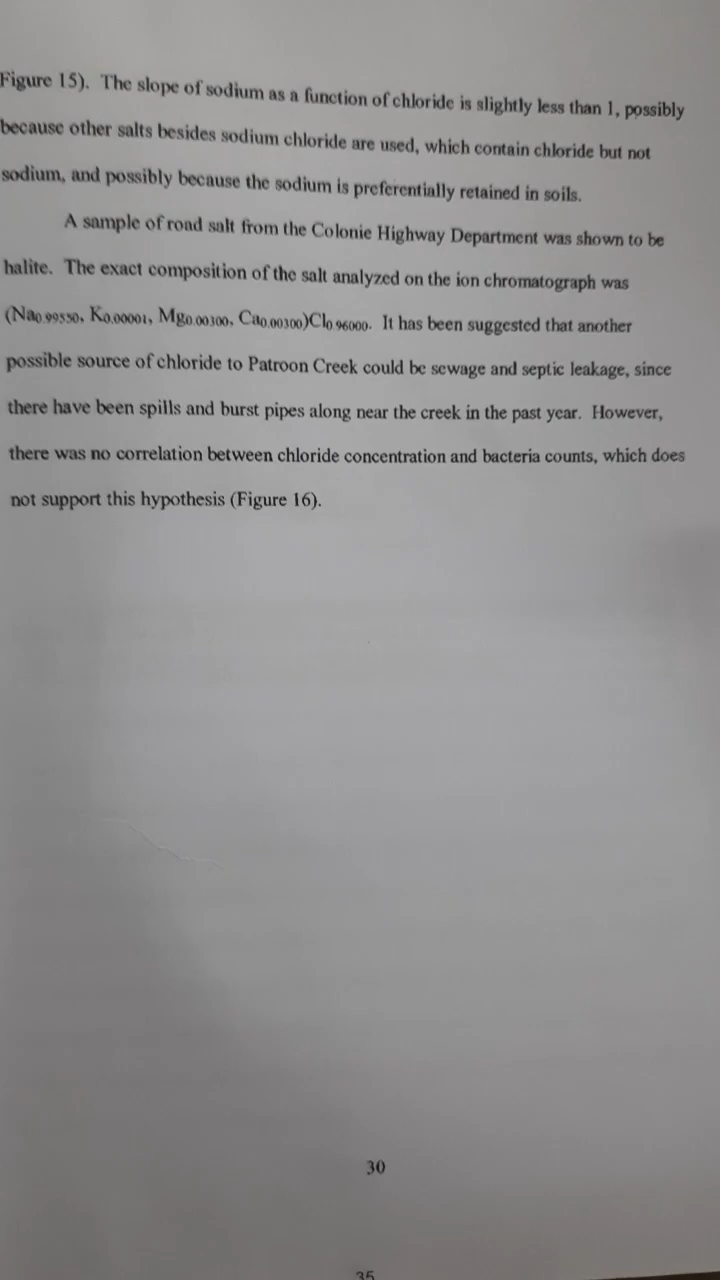 Figure 15). The slope of sodium as a function of chloride is slightly less than 1, possibly
because other salts besides sodium chloride are used, which contain chloride but not
sodium, and possibly because the sodium is preferentially retained in soils.
A sample of road salt from the Colonie Highway Department was shown to be
halite. The exact composition of the salt analyzed on the ion chromatograph was
(Na0.99550, K0.00001, Mg0.00300, Ca0.00300)Cl0.96000. It has been suggested that another
possible source of chloride to Patroon Creek could be sewage and septic leakage, since
there have been spills and burst pipes along near the creek in the past year. However,
there was no correlation between chloride concentration and bacteria counts, which does
not support this hypothesis (Figure 16).
30
35